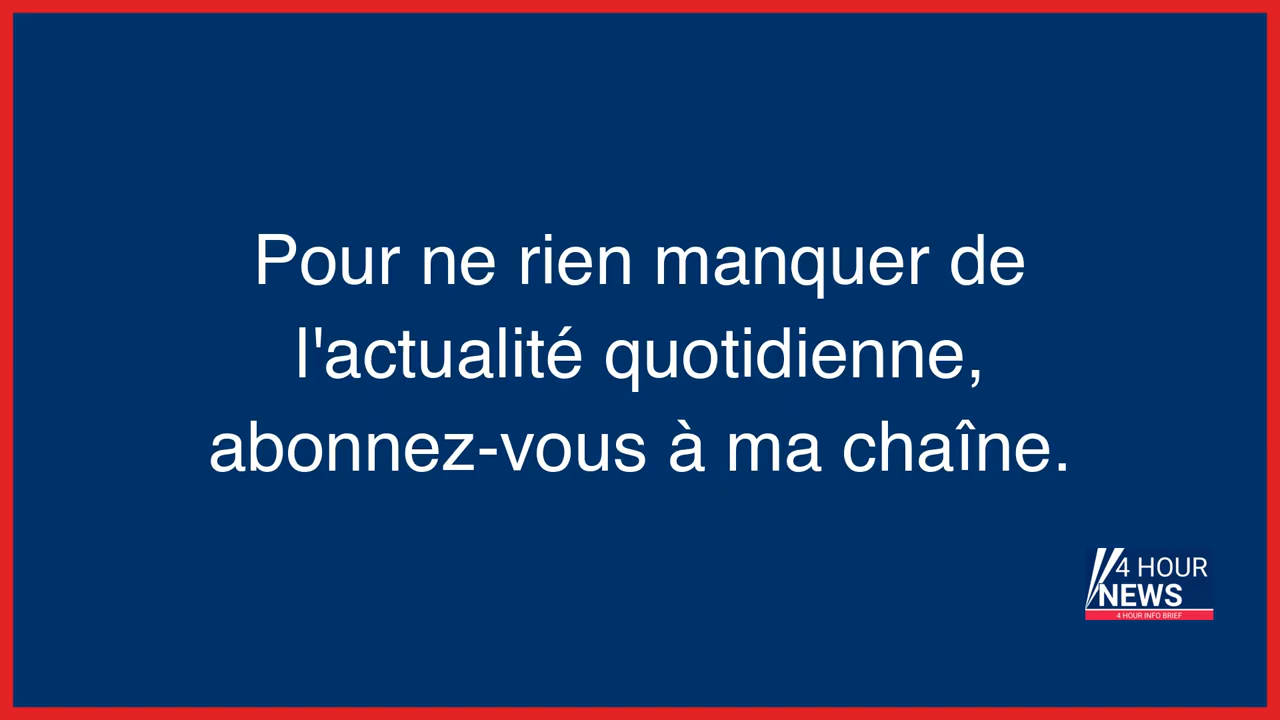 Pour ne rien manquer de
l'actualité quotidienne,
abonnez-vous à ma chaîne.
4 HOUR
NEWS
4 HOUR INFO BRIEF